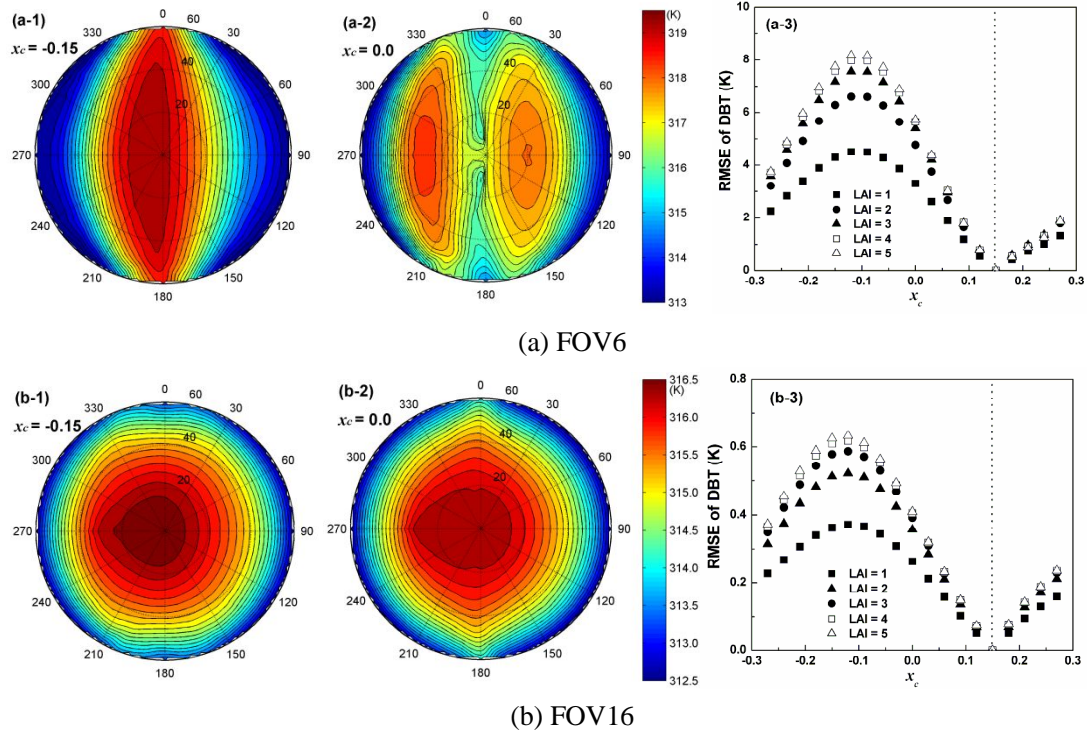 (a-1)
x_c = -0.15
0
30
60
90
120
150
180
210
240
270
300
330
20
40
(a-2)
x_c = 0.0
0
30
60
90
120
150
180
210
240
270
300
330
20
40
(K)
319
318
317
316
315
314
313
(a-3)
RMSE of DBT (K)
8
6
4
2
0
LAI = 1
LAI = 2
LAI = 3
LAI = 4
LAI = 5
-0.3 -0.2 -0.1 0.0 0.1 0.2 0.3
x_c
(a) FOV6
(b-1)
x_c = -0.15
0
30
60
90
120
150
180
210
240
270
300
330
20
40
(b-2)
x_c = 0.0
0
30
60
90
120
150
180
210
240
270
300
330
20
40
316.5
(K)
316.0
315.5
315.0
314.5
314.0
313.5
313.0
312.5
(b-3)
RMSE of DBT (K)
0.8
0.6
0.4
0.2
0.0
LAI = 1
LAI = 2
LAI = 3
LAI = 4
LAI = 5
-0.3 -0.2 -0.1 0.0 0.1 0.2 0.3
x_c
(b) FOV16